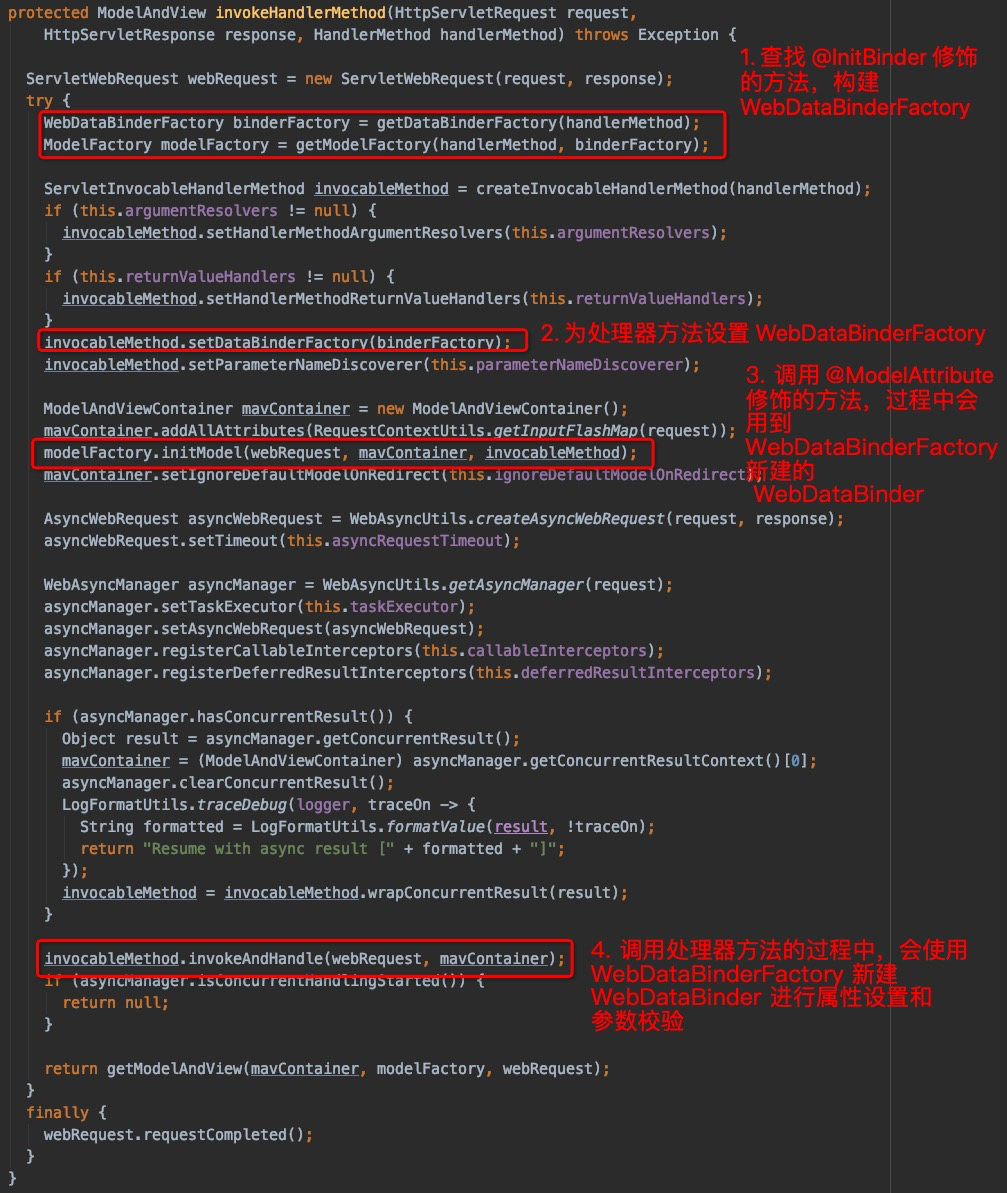 protected ModelAndView invokeHandlerMethod(HttpServletRequest request,
HttpServletResponse response, HandlerMethod handlerMethod) throws Exception {
1. 查找 @InitBinder 修饰
的方法，构建
WebDataBinderFactory
ServletWebRequest webRequest = new ServletWebRequest(request, response);
try {
WebDataBinderFactory binderFactory = getDataBinderFactory(handlerMethod);
ModelFactory modelFactory = getModelFactory(handlerMethod, binderFactory);
ServletInvocableHandlerMethod invocableMethod = createInvocableHandlerMethod(handlerMethod);
if (this.argumentResolvers != null) {
invocableMethod.setHandlerMethodArgumentResolvers(this.argumentResolvers);
}
if (this.returnValueHandlers != null) {
invocableMethod.setHandlerMethodReturnValueHandlers(this.returnValueHandlers);
}
invocableMethod.setDataBinderFactory(binderFactory);
2. 为处理器方法设置 WebDataBinderFactory
invocableMethod.setParameterNameDiscoverer(this.parameterNameDiscoverer);
3. 调用 @ModelAttribute
修饰的方法，过程中会
用到
WebDataBinderFactory
新建的
WebDataBinder
ModelAndViewContainer mavContainer = new ModelAndViewContainer();
mavContainer.addAllAttributes(RequestContextUtils.getInputFlashMap(request));
modelFactory.initModel(webRequest, mavContainer, invocableMethod);
mavContainer.setIgnoreDefaultModelOnRedirect(this.ignoreDefaultModelOnRedirect);
AsyncWebRequest asyncWebRequest = WebAsyncUtils.createAsyncWebRequest(request, response);
asyncWebRequest.setTimeout(this.asyncRequestTimeout);
WebAsyncManager asyncManager = WebAsyncUtils.getAsyncManager(request);
asyncManager.setTaskExecutor(this.taskExecutor);
asyncManager.setAsyncWebRequest(asyncWebRequest);
asyncManager.registerCallableInterceptors(this.callableInterceptors);
asyncManager.registerDeferredResultInterceptors(this.deferredResultInterceptors);
if (asyncManager.hasConcurrentResult()) {
Object result = asyncManager.getConcurrentResult();
mavContainer = (ModelAndViewContainer) asyncManager.getConcurrentResultContext()[0];
asyncManager.clearConcurrentResult();
LogFormatUtils.traceDebug(logger, traceOn -> {
String formatted = LogFormatUtils.formatValue(result, !traceOn);
return "Resume with async result [" + formatted + "]";
});
invocableMethod = invocableMethod.wrapConcurrentResult(result);
}
invocableMethod.invokeAndHandle(webRequest, mavContainer);
4. 调用处理器方法的过程中，会使用
WebDataBinderFactory 新建
WebDataBinder 进行属性设置和
参数校验
if (asyncManager.isConcurrentHandlingStarted()) {
return null;
}
return getModelAndView(mavContainer, modelFactory, webRequest);
}
finally {
webRequest.requestCompleted();
}
}